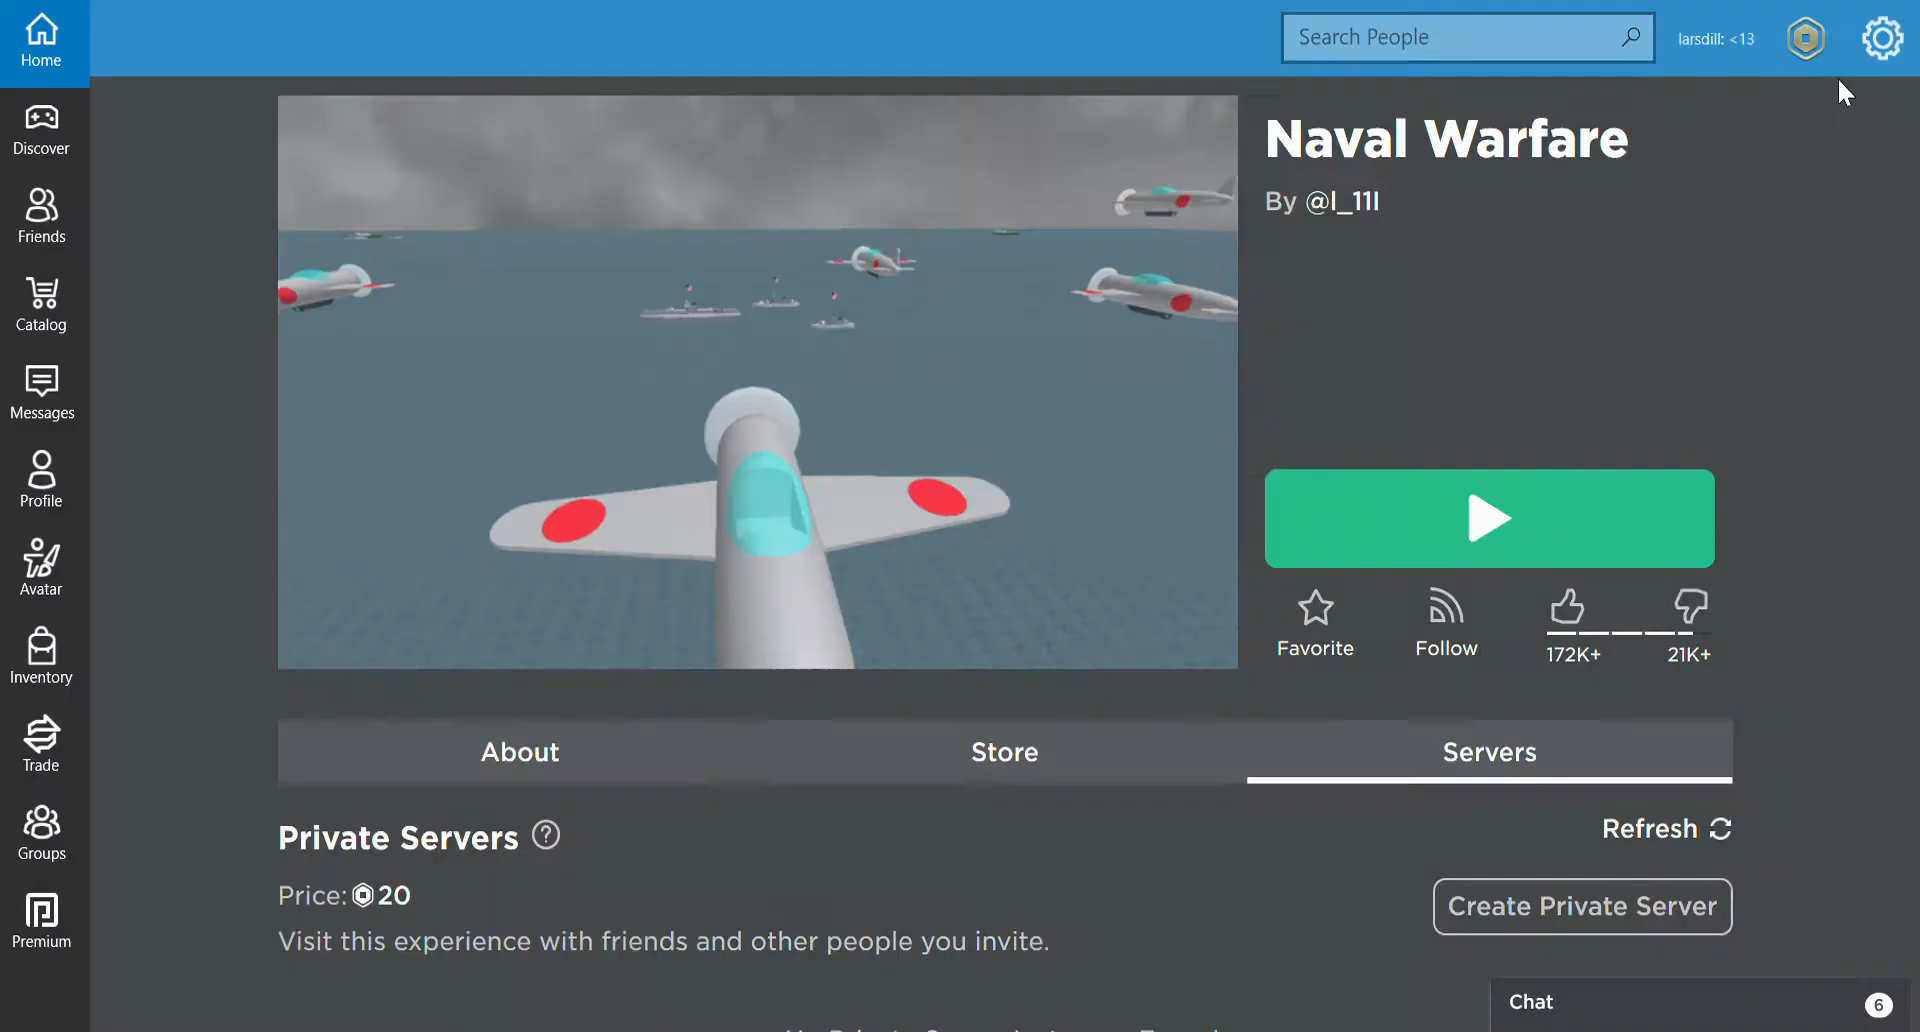 Home
Search People
larsdill: <13
Discover
Friends
Catalog
Messages
Profile
Avatar
Inventory
Trade
Groups
Premium
Naval Warfare
By @l_11l
Favorite
Follow
172K+
21K+
About
Store
Servers
Private Servers ?
Refresh
Price: 20
Create Private Server
Visit this experience with friends and other people you invite.
Chat
6